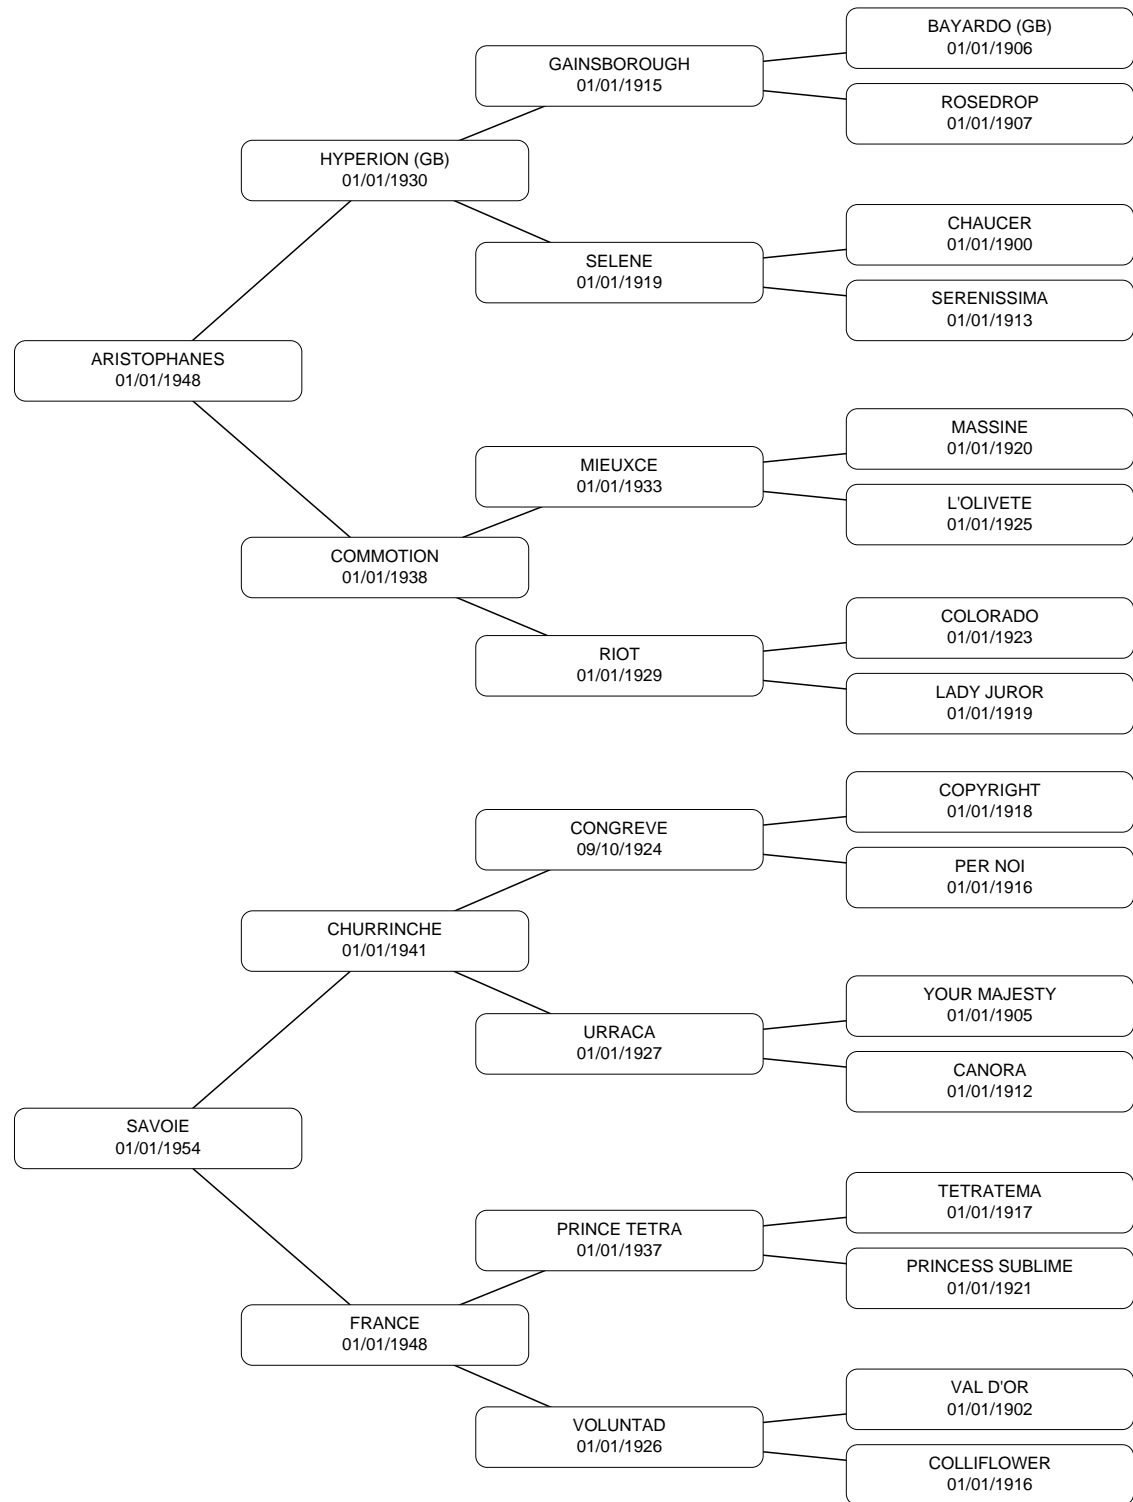 BAYARDO (GB)
01/01/1906
GAINSBOROUGH
01/01/1915
ROSEDROP
01/01/1907
HYPERION (GB)
01/01/1930
CHAUCER
01/01/1900
SELENE
01/01/1919
SERENISSIMA
01/01/1913
ARISTOPHANES
01/01/1948
MASSINE
01/01/1920
MIEUXCE
01/01/1933
L'OLIVETE
01/01/1925
COMMOTION
01/01/1938
COLORADO
01/01/1923
RIOT
01/01/1929
LADY JUROR
01/01/1919
COPYRIGHT
01/01/1918
CONGREVE
09/10/1924
PER NOI
01/01/1916
CHURRINCHE
01/01/1941
YOUR MAJESTY
01/01/1905
URRACA
01/01/1927
CANORA
01/01/1912
SAVOIE
01/01/1954
TETRATEMA
01/01/1917
PRINCE TETRA
01/01/1937
PRINCESS SUBLIME
01/01/1921
FRANCE
01/01/1948
VAL D'OR
01/01/1902
VOLUNTAD
01/01/1926
COLLIFLOWER
01/01/1916